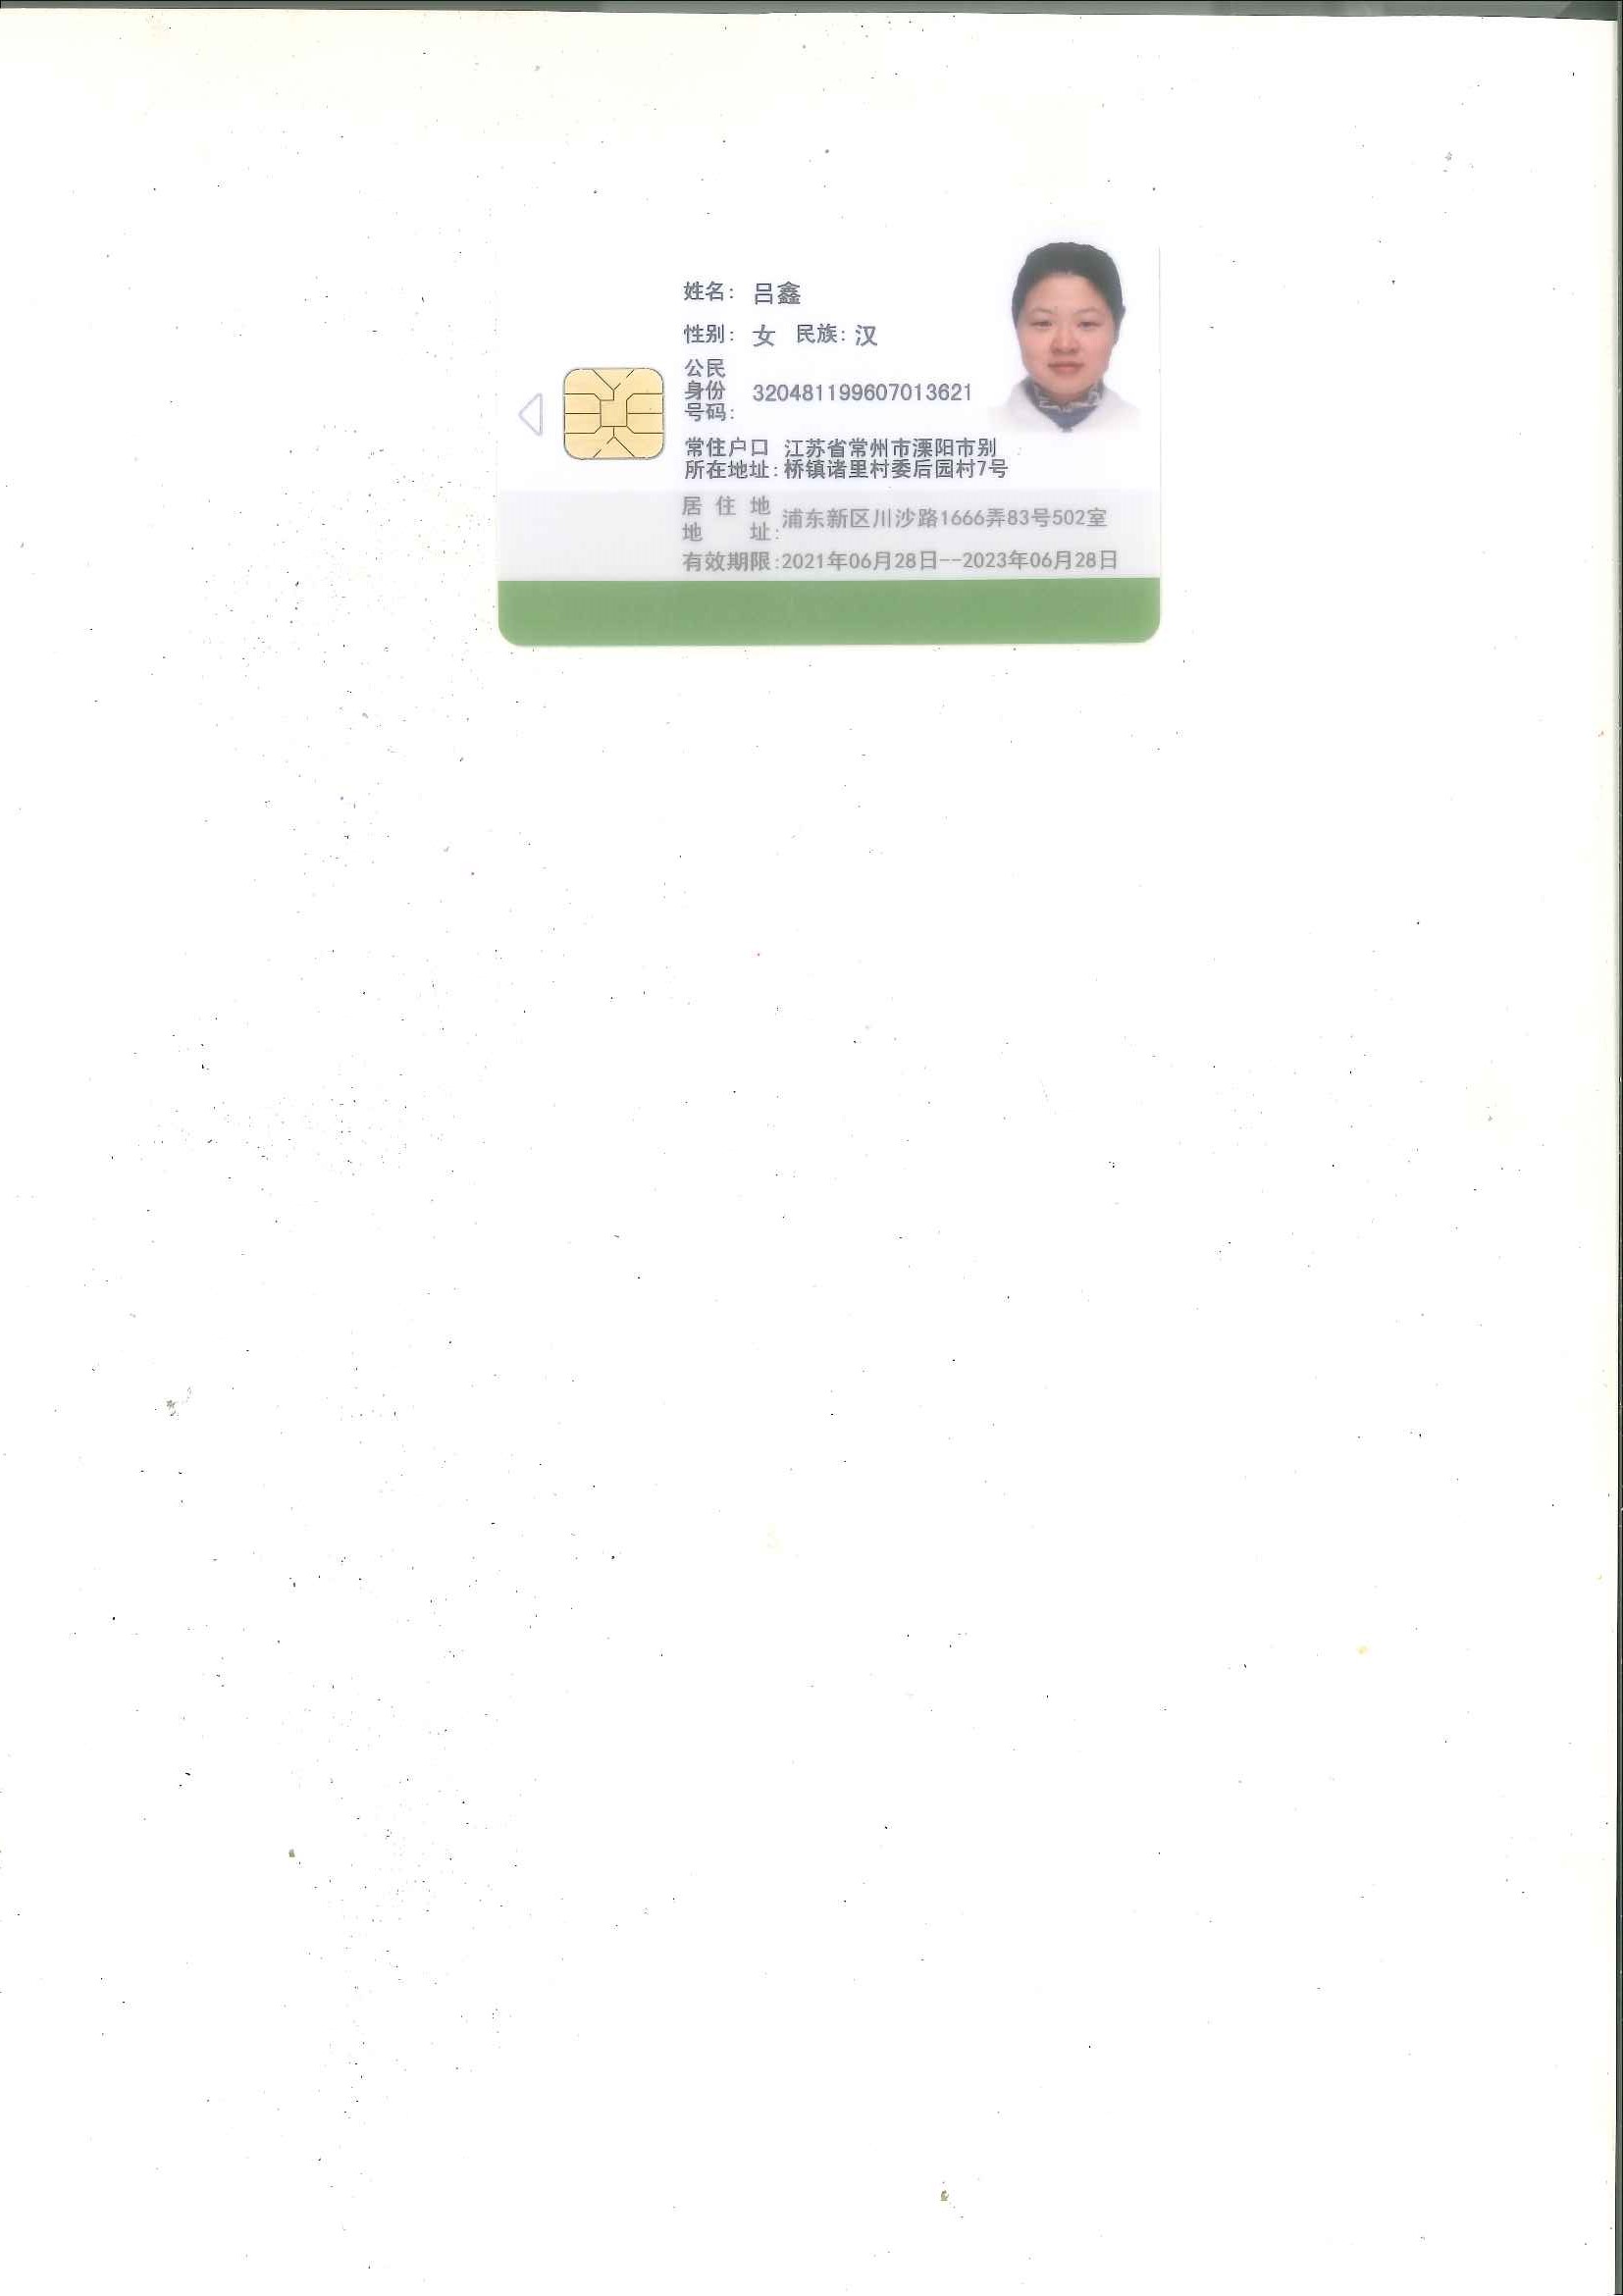 姓名: 吕鑫
性别: 女 民族: 汉
公民
身份 320481199607013621
号码:
常住户口 江苏省常州市溧阳市别
所在地址: 桥镇诸里村委后园村7号
居住地
地址: 浦东新区川沙路1666弄83号502室
有效期限:2021年06月28日--2023年06月28日